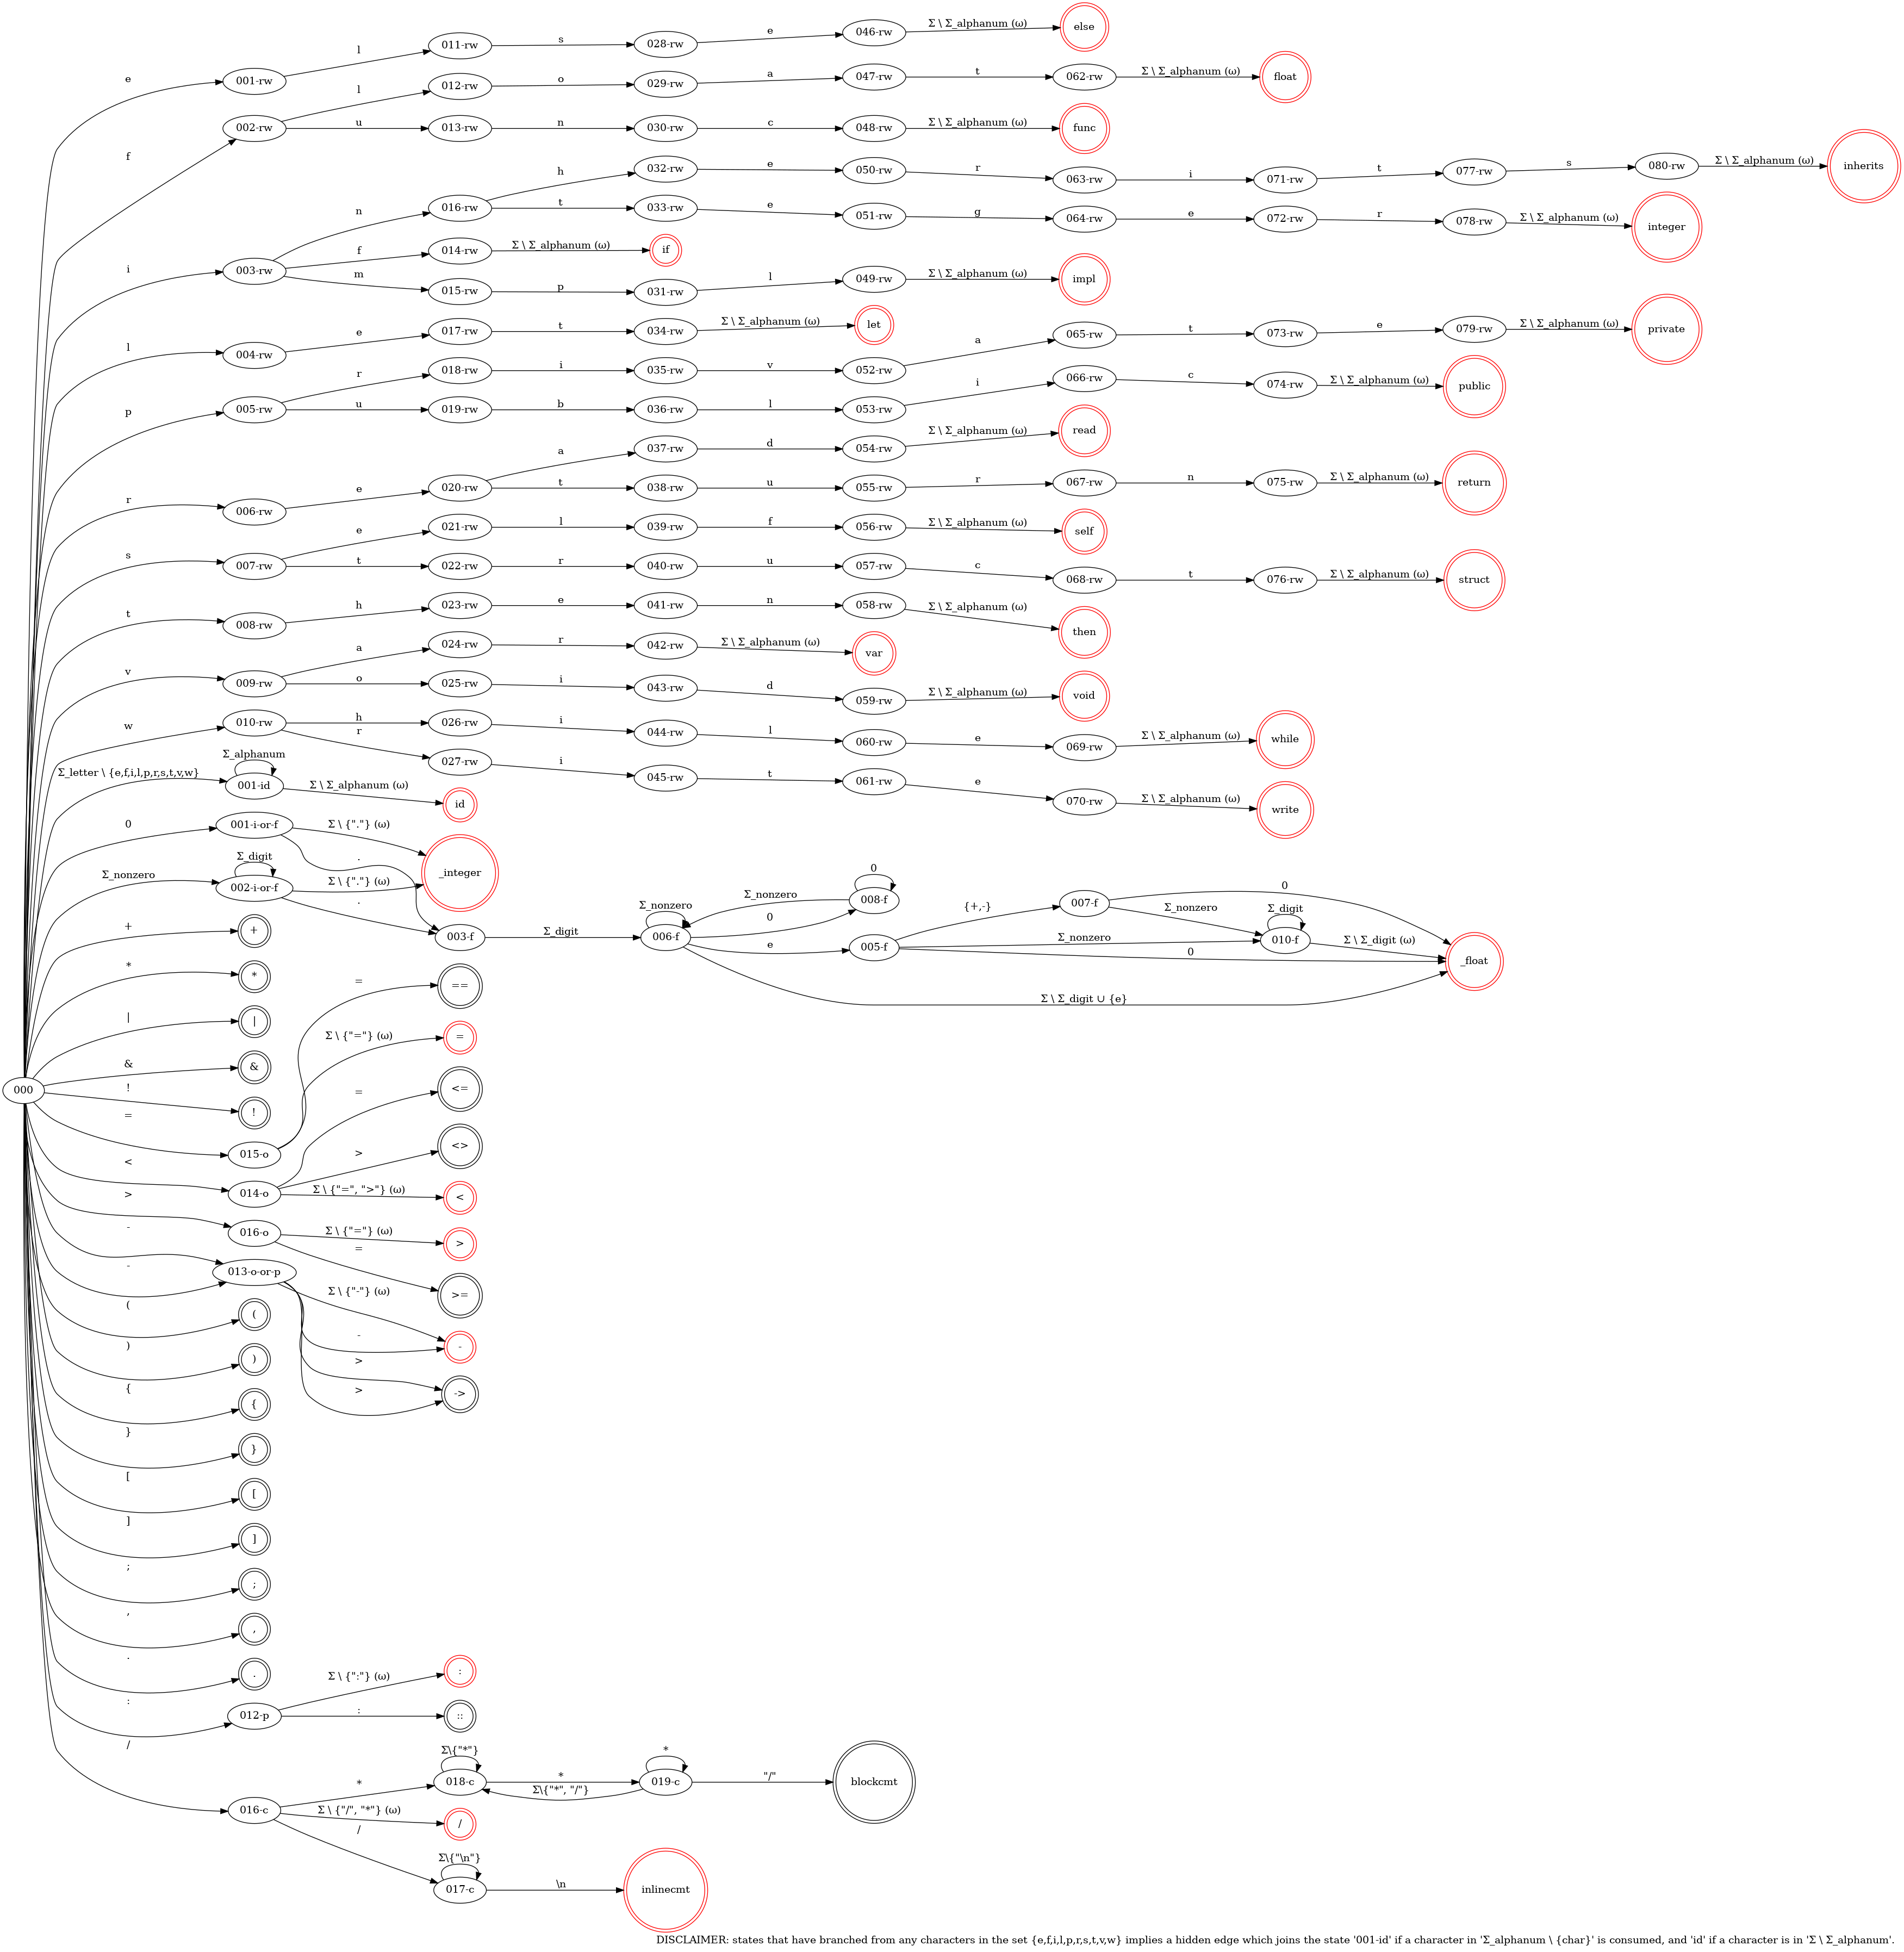 e l 001-rw 011-rw s 028-rw e 046-rw Σ \ Σ_alphanum (ω) else
f 002-rw l 012-rw o 029-rw a 047-rw t 062-rw Σ \ Σ_alphanum (ω) float
u 013-rw n 030-rw c 048-rw Σ \ Σ_alphanum (ω) func
i 003-rw n 016-rw h 032-rw e 050-rw r 063-rw i 071-rw t 077-rw s 080-rw Σ \ Σ_alphanum (ω) inherits
t 033-rw e 051-rw g 064-rw e 072-rw r 078-rw Σ \ Σ_alphanum (ω) integer
f 014-rw Σ \ Σ_alphanum (ω) if
m 015-rw p 031-rw l 049-rw Σ \ Σ_alphanum (ω) impl
l 004-rw e 017-rw t 034-rw Σ \ Σ_alphanum (ω) let
p 005-rw r 018-rw i 035-rw v 052-rw a 065-rw t 073-rw e 079-rw Σ \ Σ_alphanum (ω) private
u 019-rw b 036-rw l 053-rw i 066-rw c 074-rw Σ \ Σ_alphanum (ω) public
r 006-rw e 020-rw a 037-rw d 054-rw Σ \ Σ_alphanum (ω) read
t 038-rw u 055-rw r 067-rw n 075-rw Σ \ Σ_alphanum (ω) return
s 007-rw e 021-rw l 039-rw f 056-rw Σ \ Σ_alphanum (ω) self
t 022-rw r 040-rw u 057-rw c 068-rw t 076-rw Σ \ Σ_alphanum (ω) struct
t 008-rw h 023-rw e 041-rw n 058-rw Σ \ Σ_alphanum (ω) then
v 009-rw a 024-rw r 042-rw Σ \ Σ_alphanum (ω) var
o 025-rw i 043-rw d 059-rw Σ \ Σ_alphanum (ω) void
w 010-rw h 026-rw i 044-rw l 060-rw e 069-rw Σ \ Σ_alphanum (ω) while
r 027-rw i 045-rw t 061-rw e 070-rw Σ \ Σ_alphanum (ω) write
Σ_letter \ {e,f,i,l,p,r,s,t,v,w} 001-id Σ_alphanum Σ \ Σ_alphanum (ω) id
0 001-i-or-f Σ \ {"."} (ω) _integer
.
Σ_nonzero 002-i-or-f Σ_digit Σ \ {"."} (ω)
. 003-f Σ_digit 006-f Σ_nonzero
Σ_nonzero 0 008-f 0
e 005-f {+,-} 007-f 0
Σ_nonzero 010-f Σ_digit Σ \ Σ_digit (ω) _float
Σ_nonzero
0
Σ \ Σ_digit ∪ {e}
000
+ +
* *
| |
& &
! !
= 015-o = ==
Σ \ {"="} (ω) =
< 014-o = <=
> <>
Σ \ {"=", ">"} (ω) <
> 016-o Σ \ {"="} (ω) >
= >=
- 013-o-or-p Σ \ {"-"} (ω) -
- -
> ->
>
( (
) )
{ {
} }
[ [
] ]
; ;
, ,
. .
: 012-p Σ \ {":"} (ω) :
: ::
/ 016-c * 018-c Σ\{"*"} * 019-c * "/" blockcmt
Σ\{"*", "/"}
Σ \ {"/", "*"} (ω) /
/ 017-c Σ\{"\n"} \n inlinecmt
DISCLAIMER: states that have branched from any characters in the set {e,f,i,l,p,r,s,t,v,w} implies a hidden edge which joins the state '001-id' if a character in 'Σ_alphanum \ {char}' is consumed, and 'id' if a character is in 'Σ \ Σ_alphanum'.